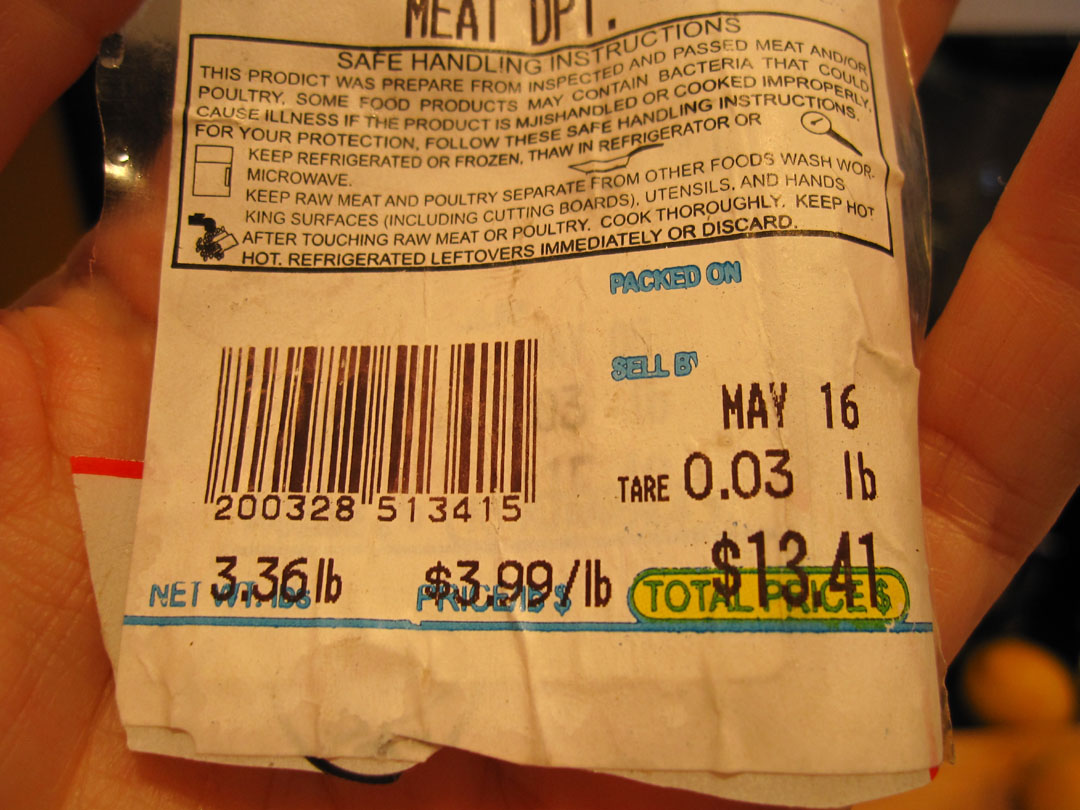 MEAT DPT.
SAFE HANDLING INSTRUCTIONS
THIS PRODICT WAS PREPARE FROM INSPECTED AND PASSED MEAT AND/OR
POULTRY. SOME FOOD PRODUCTS MAY CONTAIN BACTERIA THAT COULD
CAUSE ILLNESS IF THE PRODUCT IS MJISHANDLED OR COOKED IMPROPERLY.
FOR YOUR PROTECTION, FOLLOW THESE SAFE HANDLING INSTRUCTIONS.
KEEP REFRIGERATED OR FROZEN, THAW IN REFRIGERATOR OR
MICROWAVE.
KEEP RAW MEAT AND POULTRY SEPARATE FROM OTHER FOODS WASH WOR-
KING SURFACES (INCLUDING CUTTING BOARDS), UTENSILS, AND HANDS
AFTER TOUCHING RAW MEAT OR POULTRY. COOK THOROUGHLY. KEEP HOT
HOT. REFRIGERATED LEFTOVERS IMMEDIATELY OR DISCARD.
PACKED ON
SELL BY
MAY 16
TARE 0.03 lb
200328 513415
3.36 lb $3.99/lb $13.41
NET WT. lbs PRICE/lb $ TOTAL PRICE $